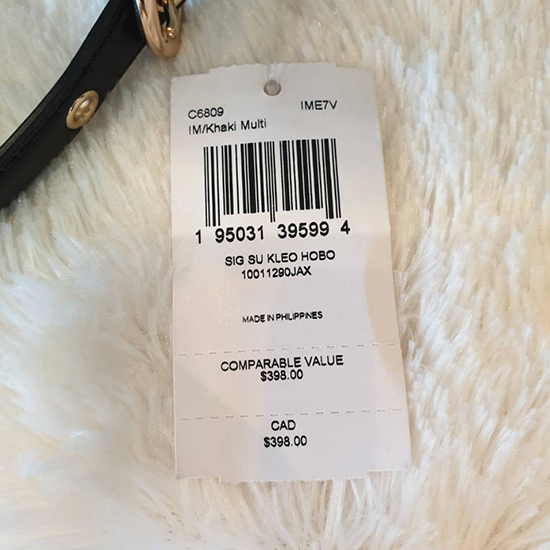 C6809 IME7V
IM/Khaki Multi
1 95031 39599 4
SIG SU KLEO HOBO
10011290JAX
MADE IN PHILIPPINES
COMPARABLE VALUE
$398.00
CAD
$398.00